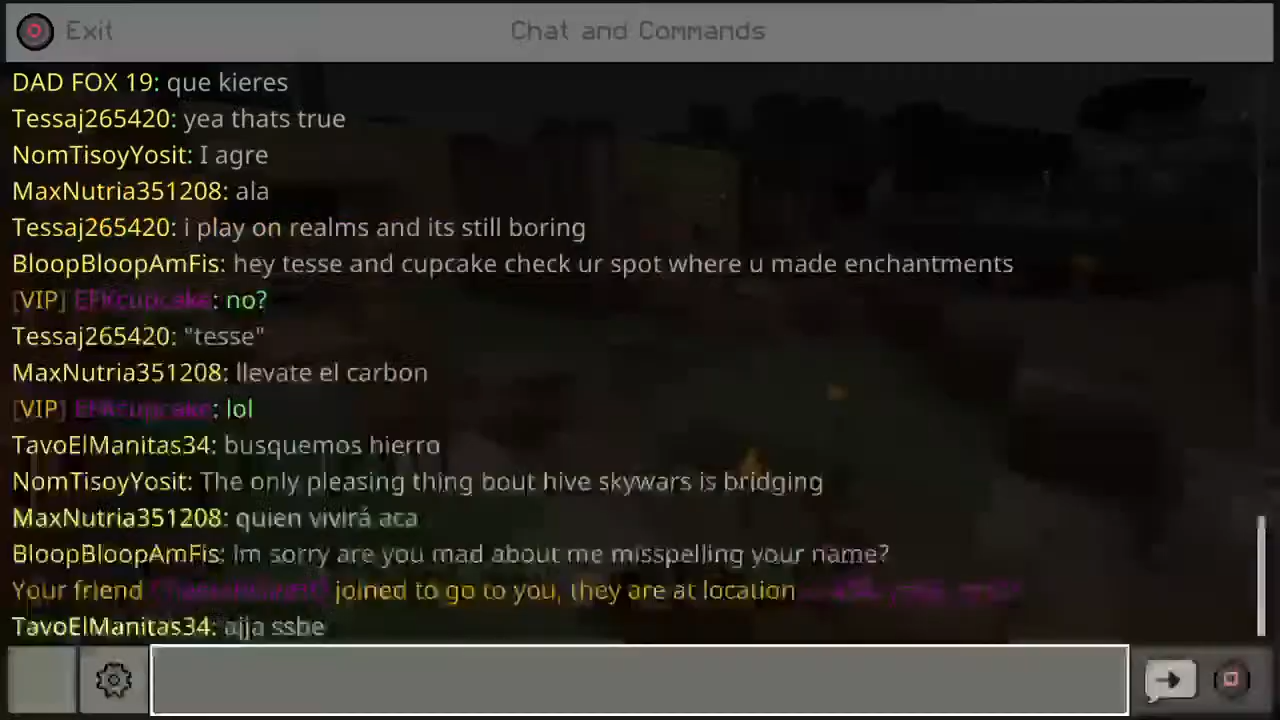 Exit
Chat and Commands
DAD FOX 19: que kieres
Tessaj265420: yea thats true
NomTisoyYosit: I agre
MaxNutria351208: ala
Tessaj265420: i play on realms and its still boring
BloopBloopAmFis: hey tesse and cupcake check ur spot where u made enchantments
[VIP] EFKcupcake: no?
Tessaj265420: "tesse"
MaxNutria351208: llevate el carbon
[VIP] EFKcupcake: lol
TavoElManitas34: busquemos hierro
NomTisoyYosit: The only pleasing thing bout hive skywars is bridging
MaxNutria351208: quien vivirá aca
BloopBloopAmFis: Im sorry are you mad about me misspelling your name?
Your friend joined to go to you, they are at location
TavoElManitas34: ajja ssbe